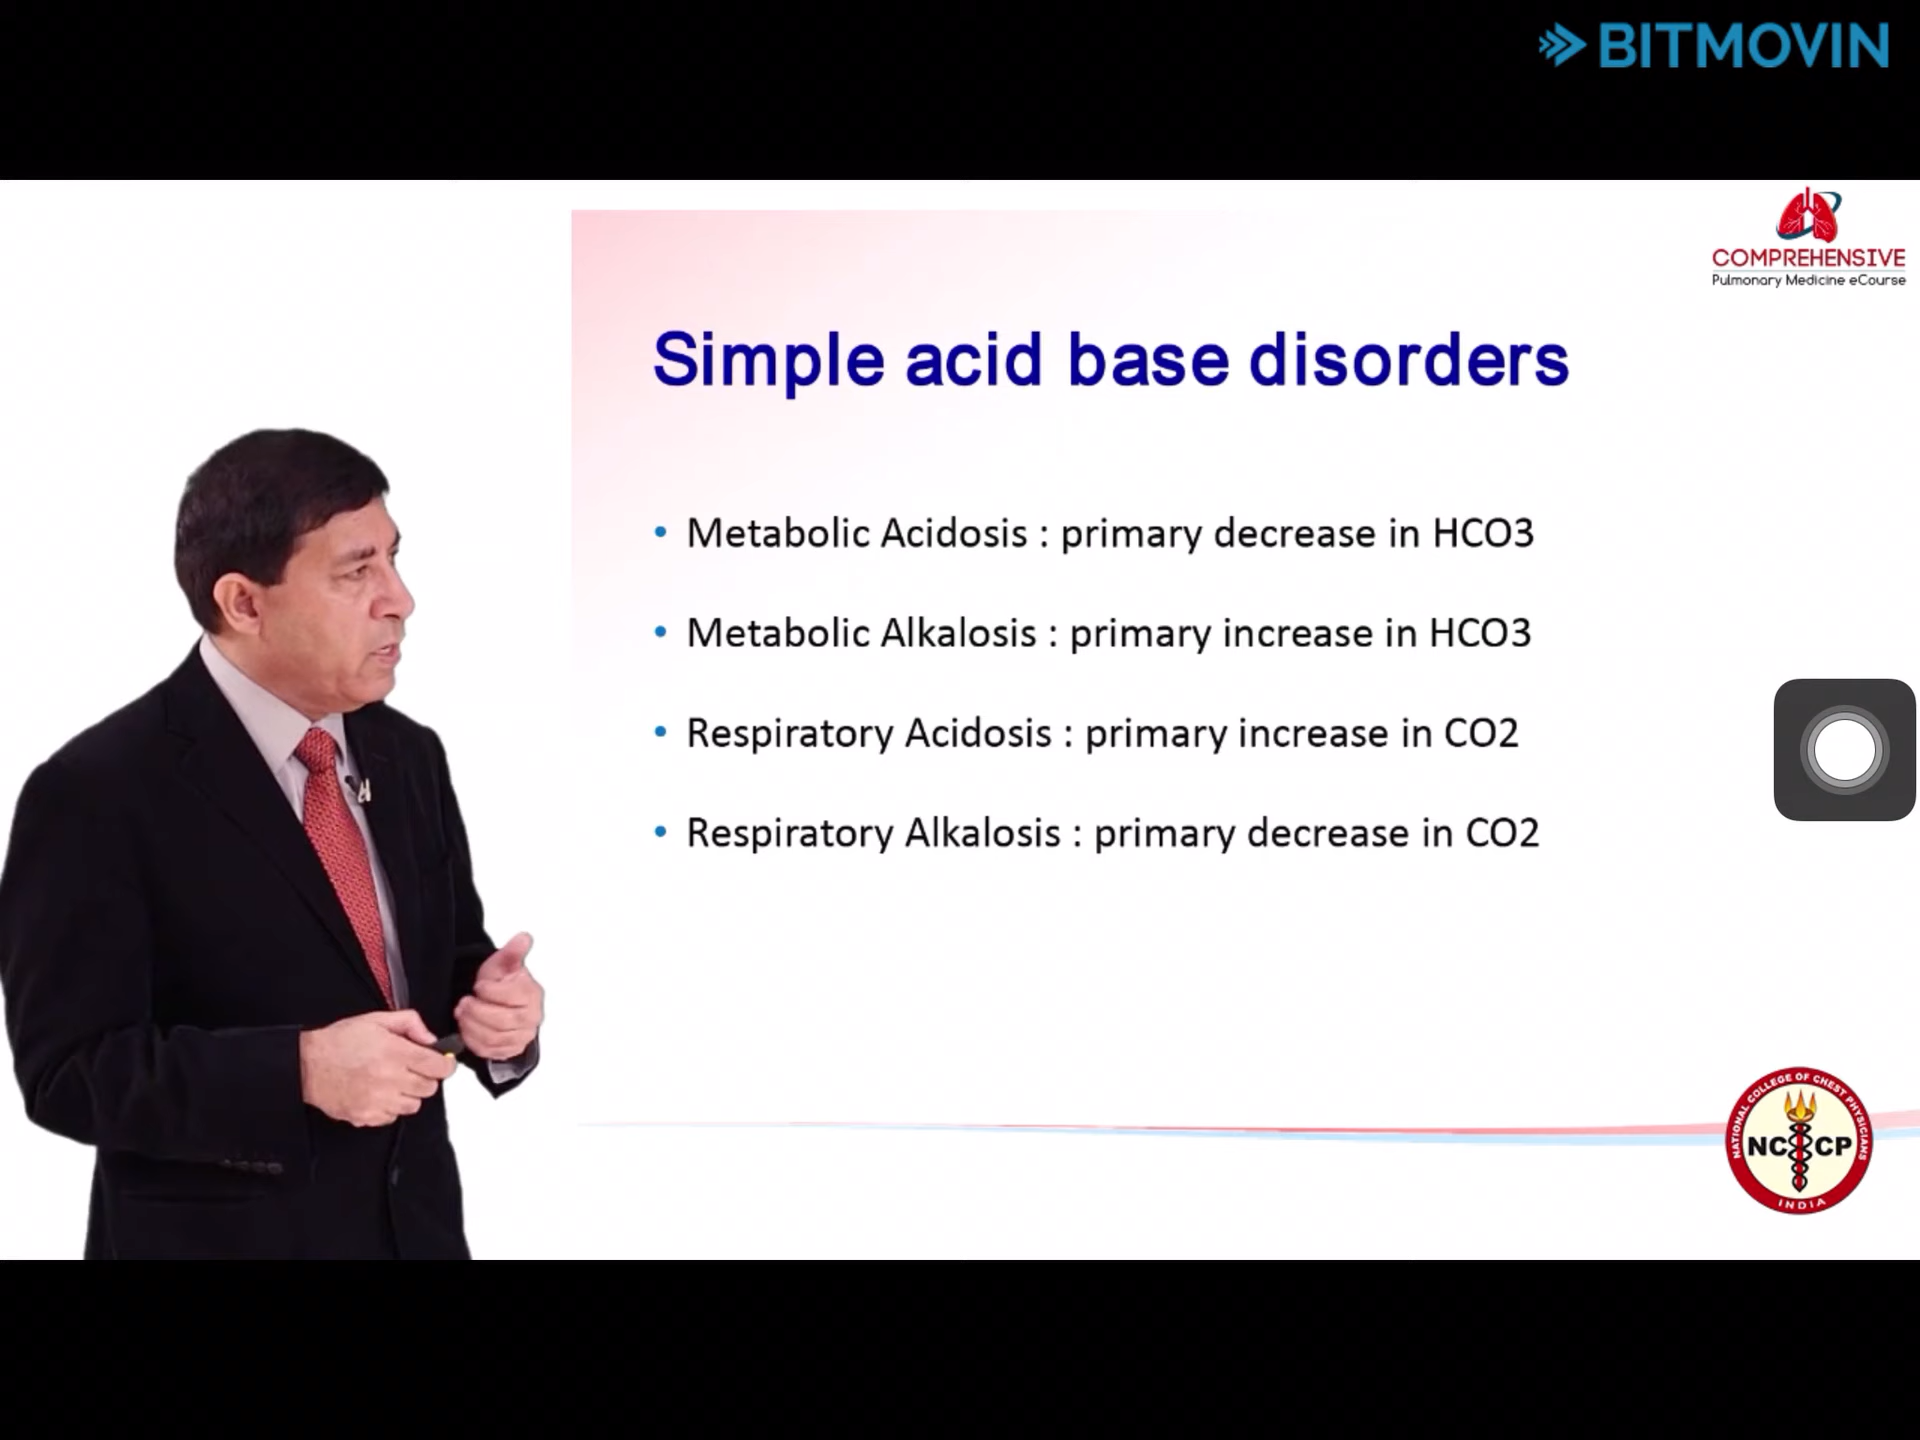 BITMOVIN
COMPREHENSIVE
Pulmonary Medicine eCourse
Simple acid base disorders
• Metabolic Acidosis : primary decrease in HCO3
• Metabolic Alkalosis : primary increase in HCO3
• Respiratory Acidosis : primary increase in CO2
• Respiratory Alkalosis : primary decrease in CO2
NATIONAL COLLEGE OF CHEST PHYSICIANS
NCCP
INDIA